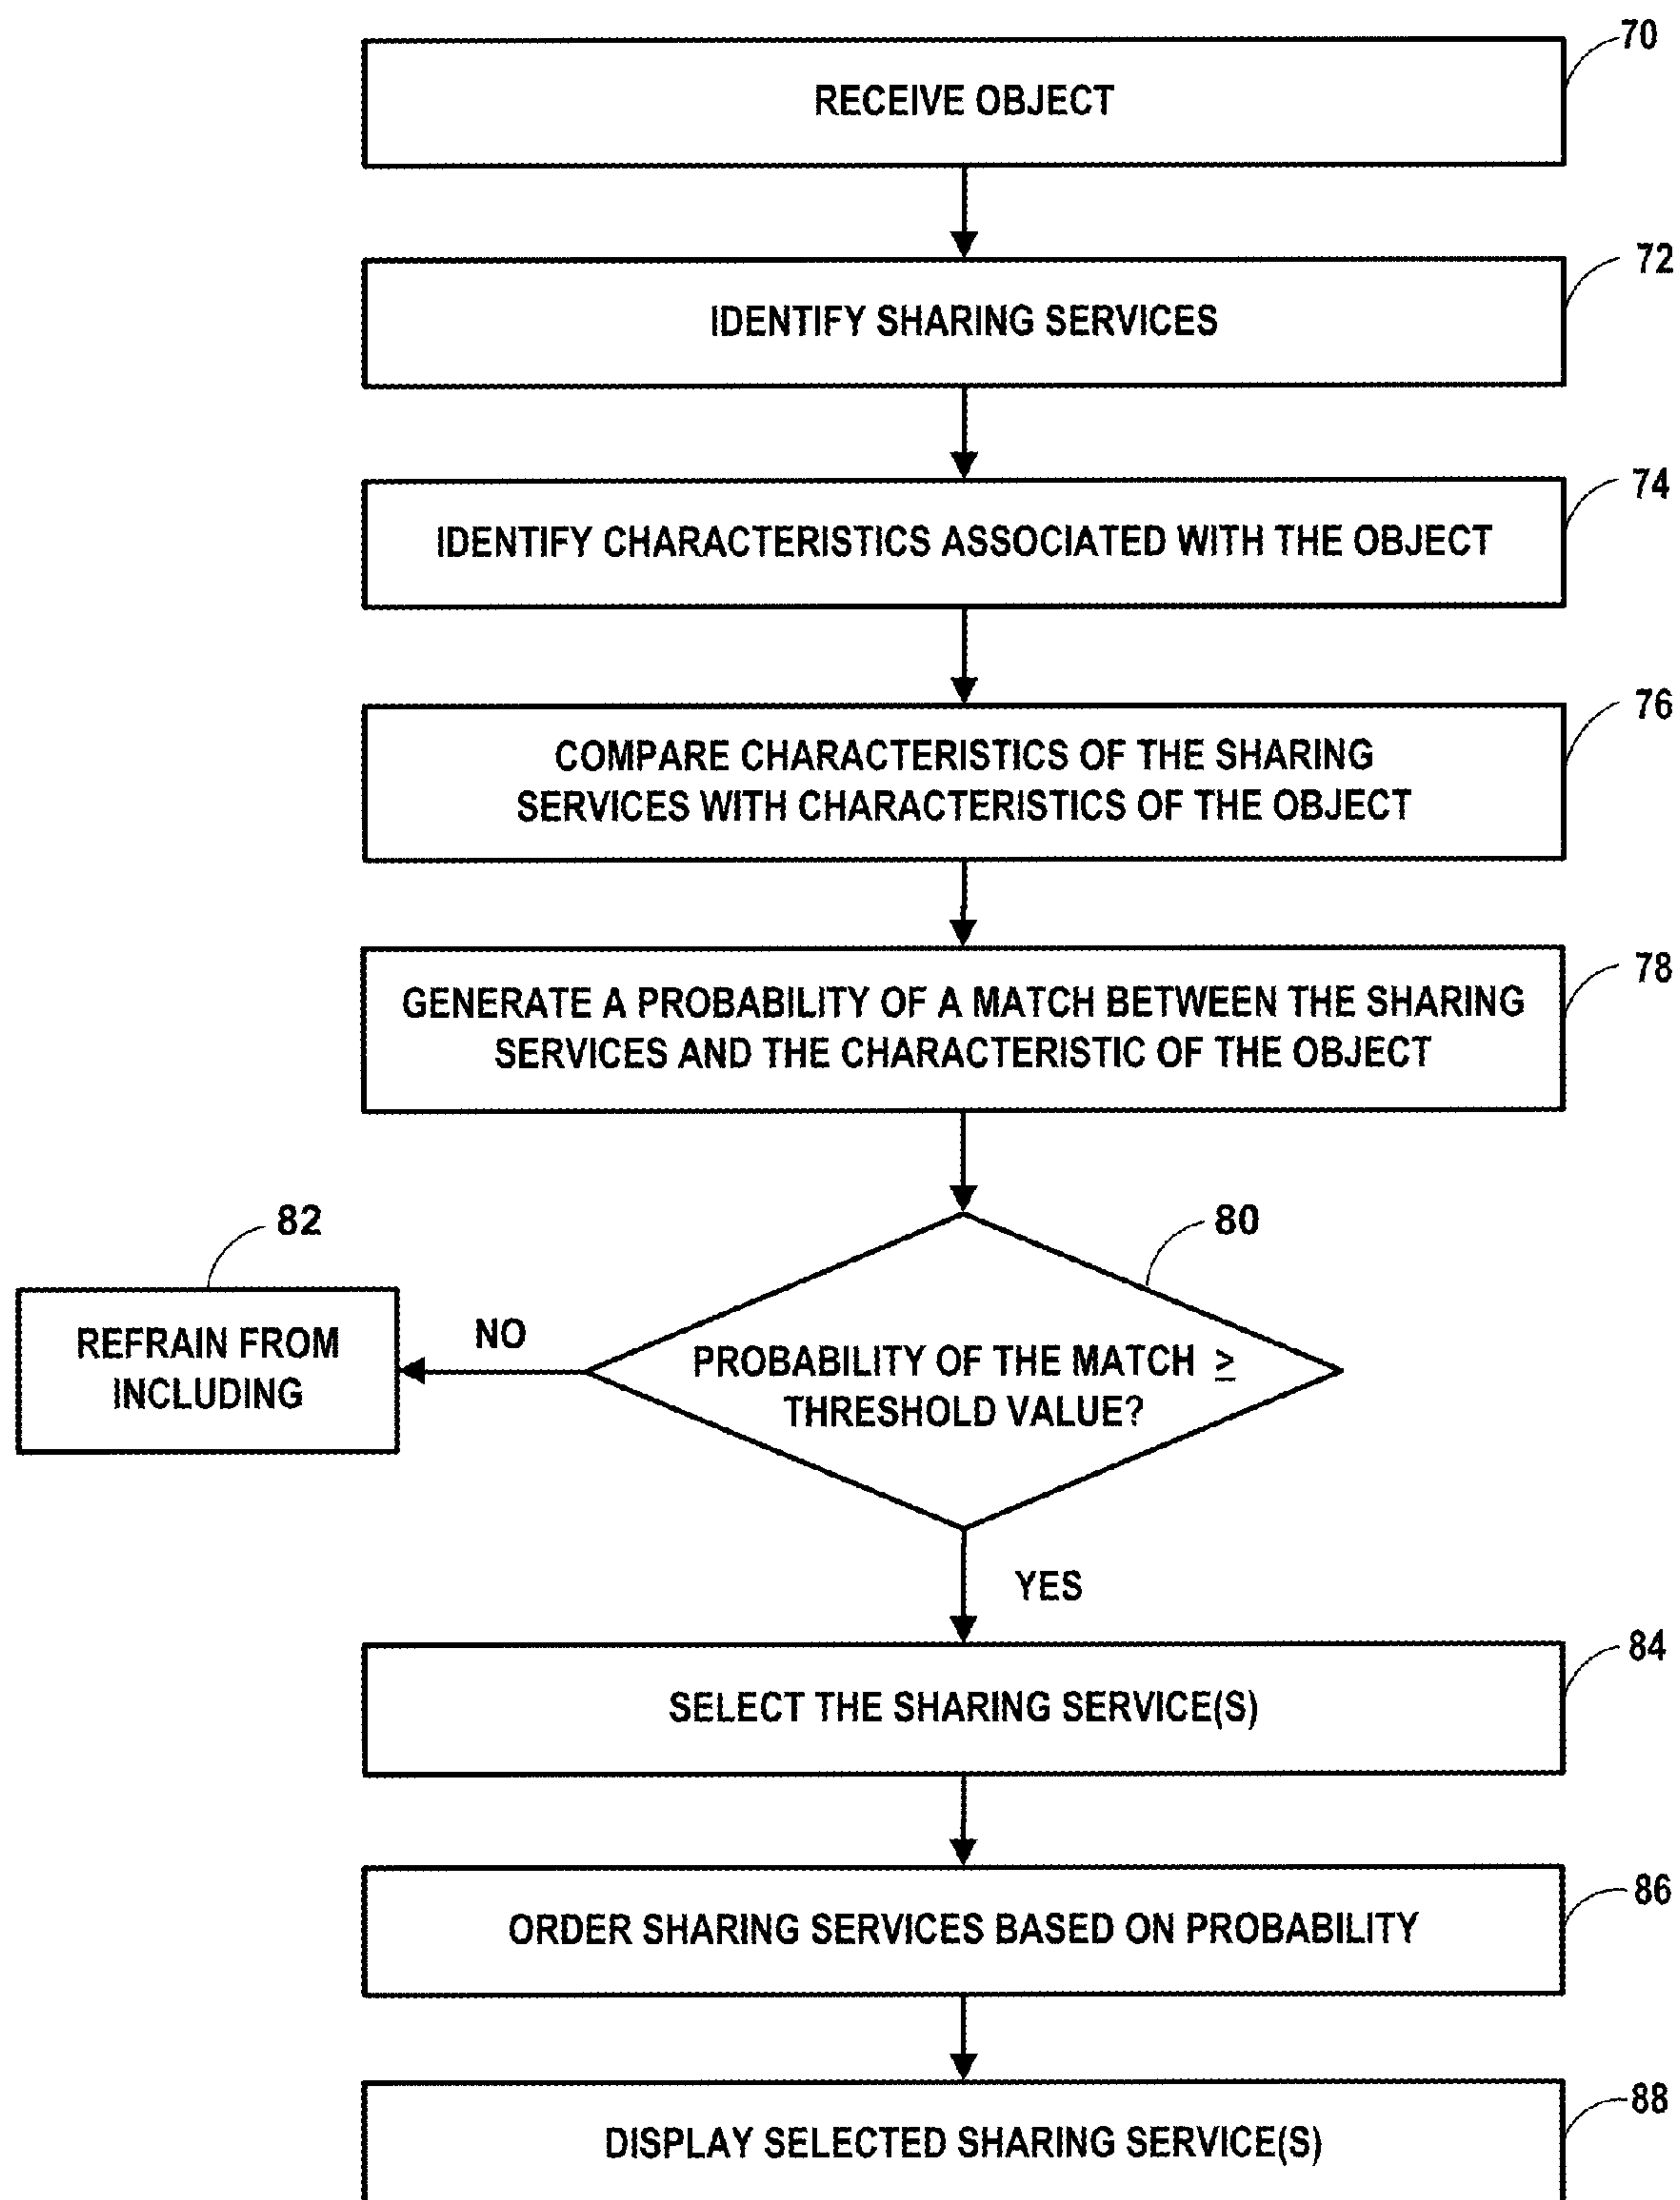 70
RECEIVE OBJECT
72
IDENTIFY SHARING SERVICES
74
IDENTIFY CHARACTERISTICS ASSOCIATED WITH THE OBJECT
76
COMPARE CHARACTERISTICS OF THE SHARING
SERVICES WITH CHARACTERISTICS OF THE OBJECT
78
GENERATE A PROBABILITY OF A MATCH BETWEEN THE SHARING
SERVICES AND THE CHARACTERISTIC OF THE OBJECT
80
PROBABILITY OF THE MATCH ≥
THRESHOLD VALUE?
NO
82
REFRAIN FROM
INCLUDING
YES
84
SELECT THE SHARING SERVICE(S)
86
ORDER SHARING SERVICES BASED ON PROBABILITY
88
DISPLAY SELECTED SHARING SERVICE(S)